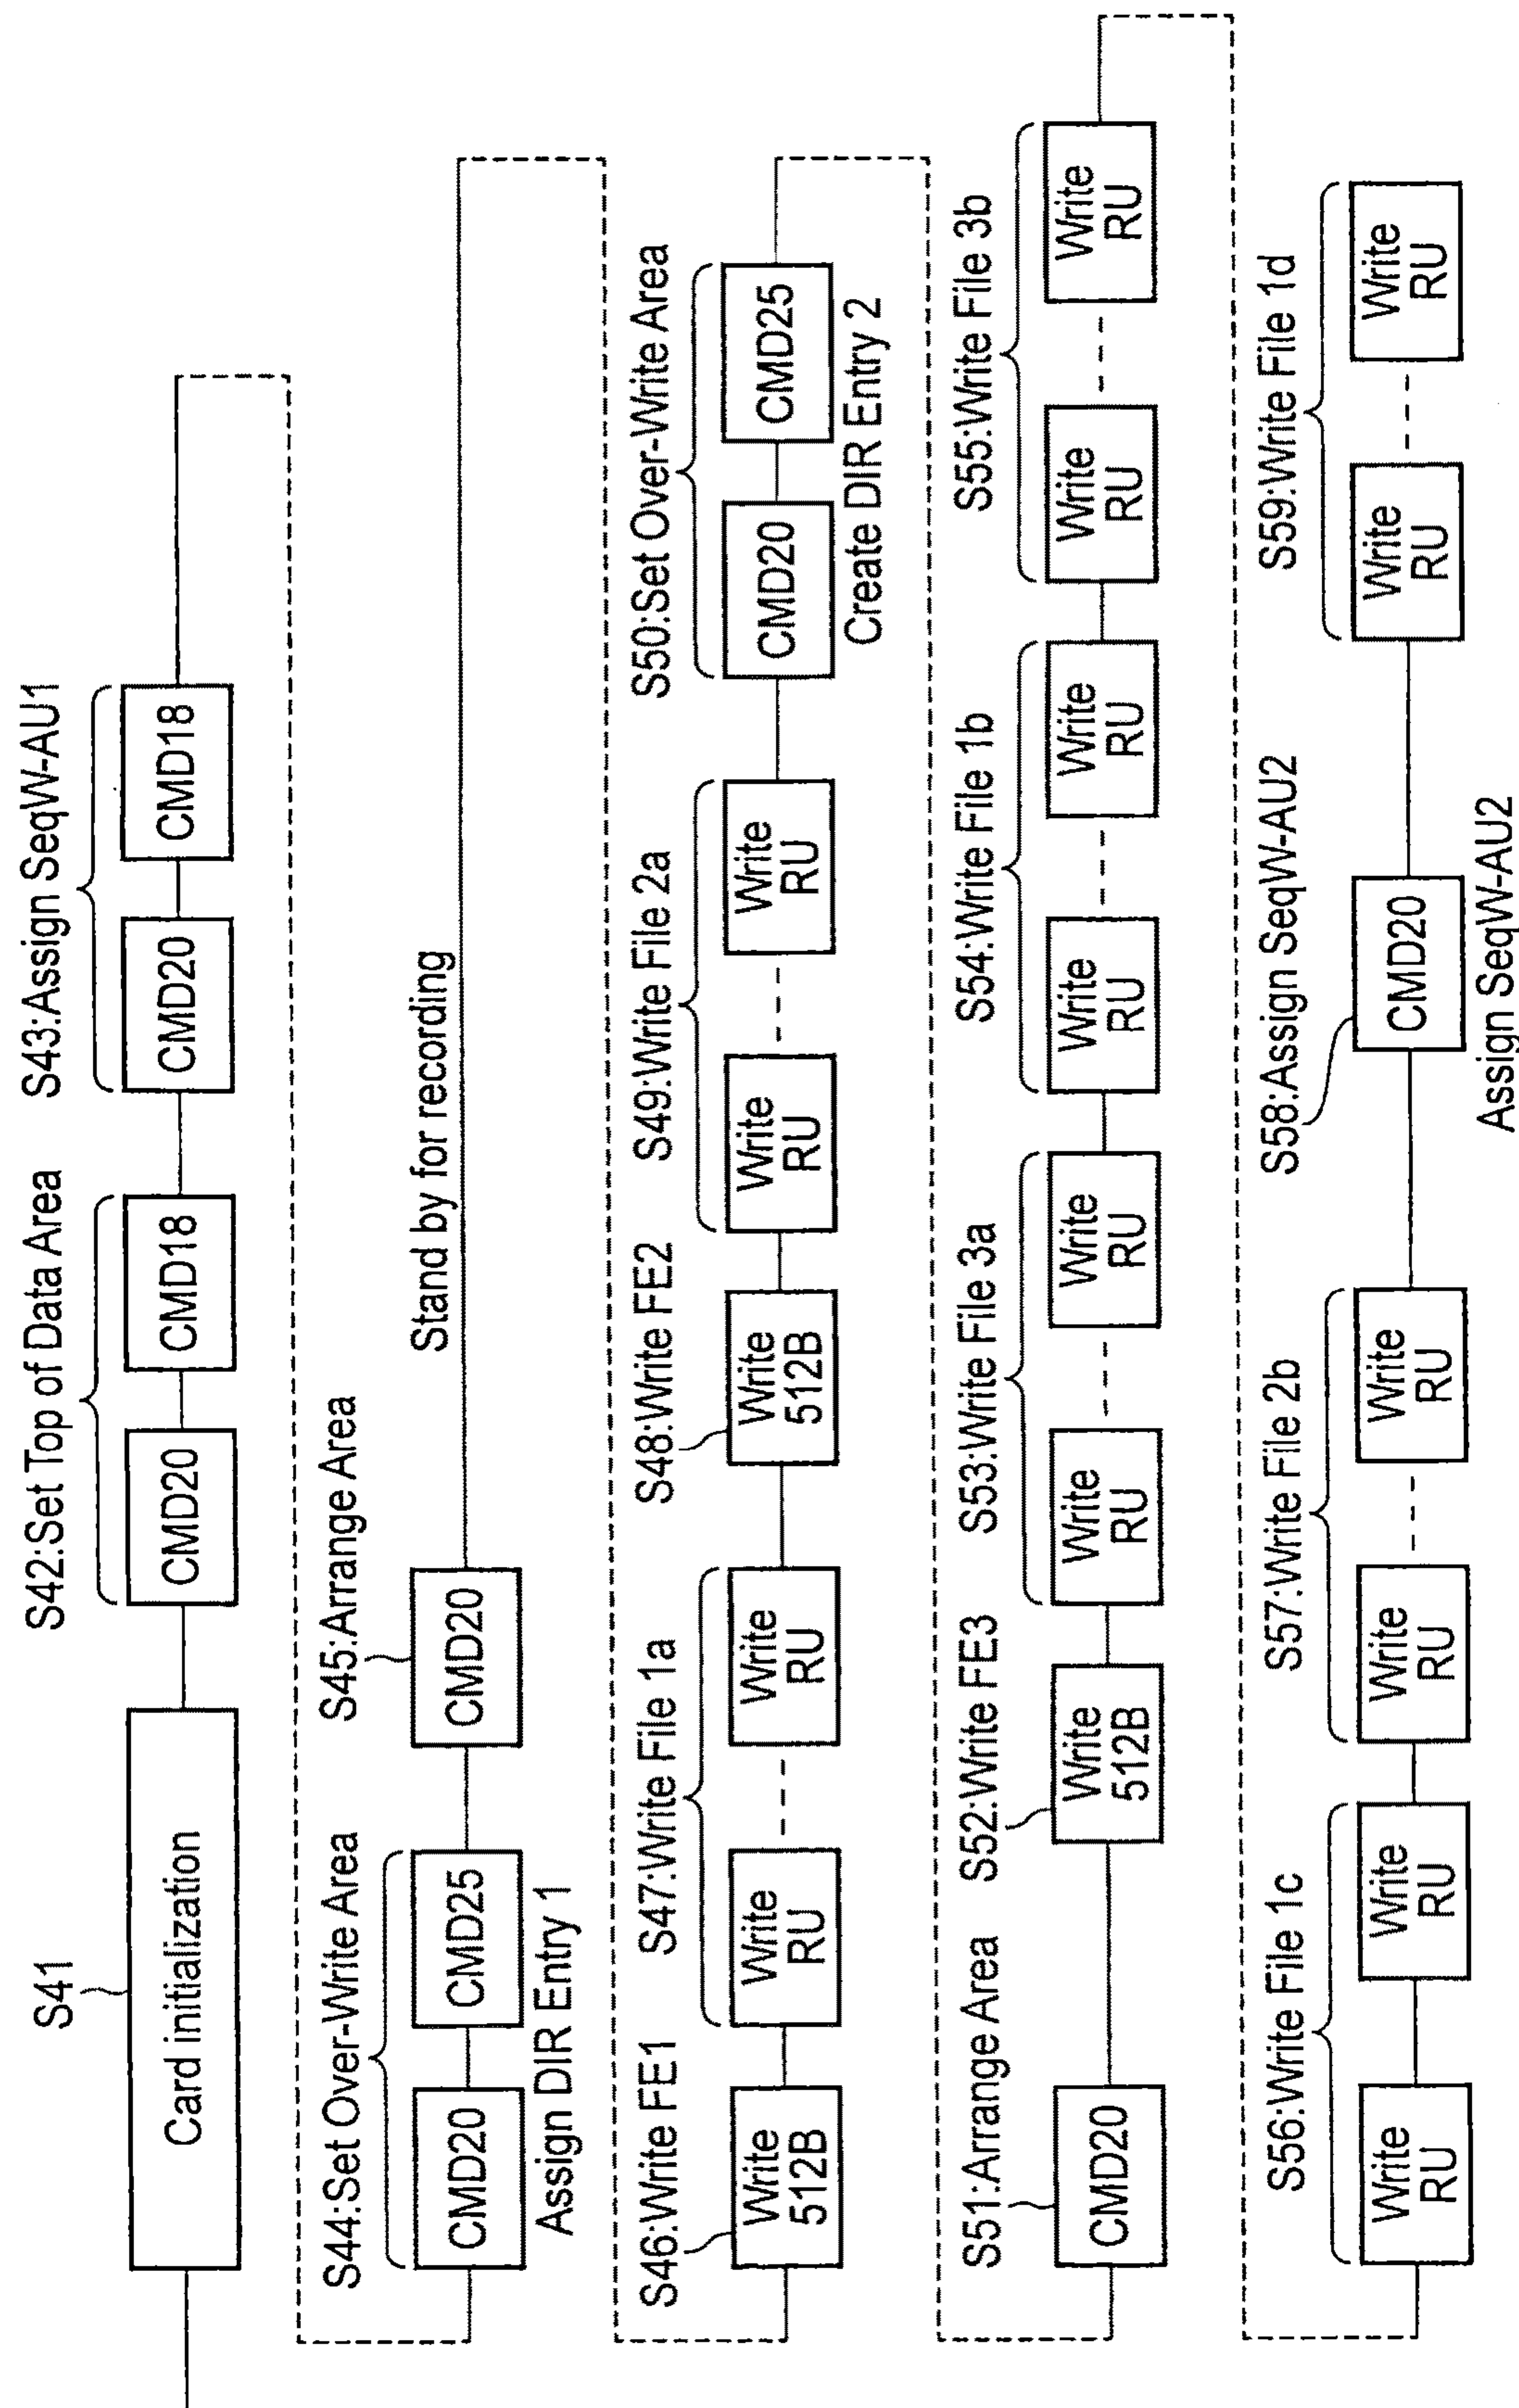 S41
Card initialization
S42:Set Top of Data Area
CMD20
CMD18
S43:Assign SeqW-AU1
CMD20
CMD18
S44:Set Over-Write Area
CMD20
CMD25
Assign DIR Entry 1
S45:Arrange Area
CMD20
Stand by for recording
S46:Write FE1
Write
512B
S47:Write File 1a
Write
RU
Write
RU
S48:Write FE2
Write
512B
S49:Write File 2a
Write
RU
Write
RU
S50:Set Over-Write Area
CMD20
CMD25
Create DIR Entry 2
S51:Arrange Area
CMD20
S52:Write FE3
Write
512B
S53:Write File 3a
Write
RU
Write
RU
S54:Write File 1b
Write
RU
Write
RU
S55:Write File 3b
Write
RU
Write
RU
S56:Write File 1c
Write
RU
Write
RU
S57:Write File 2b
Write
RU
Write
RU
S58:Assign SeqW-AU2
CMD20
Assign SeqW-AU2
S59:Write File 1d
Write
RU
Write
RU